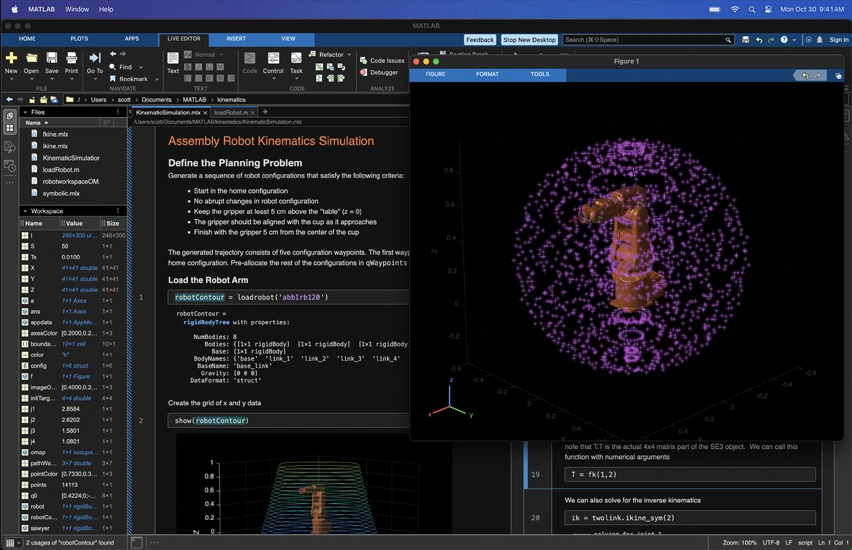 MATLAB Window Help
Mon Oct 30 9:41AM
MATLAB
HOME PLOTS APPS LIVE EDITOR INSERT VIEW
Feedback Stop New Desktop Search (⌘⇧Space) Sign In
New Open Save Print Go To Find Bookmark
Text Normal
Code Control Task Refactor
Code Issues
Debugger
FILE NAVIGATE TEXT CODE ANALYZE
/ Users scott Documents MATLAB kinematics
Files
Name
fkine.mlx
ikine.mlx
KinematicSimulatior
loadRobot.m
robotworkspaceOM.
symbolic.mlx
Workspace
Name Value Size
I 246×300 ui... 246×300
S 50 1×1
Ts 0.0100 1×1
X 41×41 double 41×41
Y 41×41 double 41×41
Z 41×41 double 41×41
a 1×1 Axes 1×1
ans 1×1 Axes 1×1
appdata 1×1 AppMo... 1×1
axesColor [0.2000,0.2... 1×3
bounda... 10×1 cell 10×1
color "k" 1×1
config 1×6 struct 1×6
f 1×1 Figure 1×1
imageO... [0.4000,0.2...
initTarg... 4×4 double 4×4
j1 2.8584 1×1
j2 2.6202 1×1
j3 1.5801 1×1
j4 1.0801 1×1
omap 1×1 occupa... 1×1
pathWa... 3×7 double 3×7
pointColor [0.7330,0.3...
points 14113 1×1
q0 [0.4224;0;-...
robot 1×1 rigidBo... 1×1
robotCo... 1×1 rigidBo... 1×1
sawyer 1×1 rigidBo... 1×1
KinematicSimulation.mlx loadRobot.m
/Users/scott/Documents/MATLAB/kinematics/KinematicSimulation.mlx
Assembly Robot Kinematics Simulation
Define the Planning Problem
Generate a sequence of robot configurations that satisfy the following criteria:
Start in the home configuration
No abrupt changes in robot configuration
Keep the gripper at least 5 cm above the "table" (z = 0)
The gripper should be aligned with the cup as it approaches
Finish with the gripper 5 cm from the center of the cup
The generated trajectory consists of five configuration waypoints. The first wayp
home configuration. Pre-allocate the rest of the configurations in qWaypoints
Load the Robot Arm
1 robotContour = loadrobot('abbIrb120')
robotContour =
rigidBodyTree with properties:
NumBodies: 8
Bodies: {[1×1 rigidBody] [1×1 rigidBody] [1×1 rigidBody]
Base: [1×1 rigidBody]
BodyNames: {'base' 'link_1' 'link_2' 'link_3' 'link_4'
BaseName: 'base_link'
Gravity: [0 0 0]
DataFormat: 'struct'
Create the grid of x and y data
2 show(robotContour)
1
0.8
0.6
0.4
0.2
0
Z
Figure 1
FIGURE FORMAT TOOLS
0.8
0.6
0.4
0.2
0
-0.2
-0.6
Z
X
Y
z
x y
note that T.T is the actual 4x4 matrix part of the SE3 object. We can call this
function with numerical arguments
19 T = fk(1,2)
We can also solve for the inverse kinematics
20 ik = twolink.ikine_sym(2)
2 usages of "robotContour" found
Zoom: 100% UTF-8 LF script Ln 1 Col 1